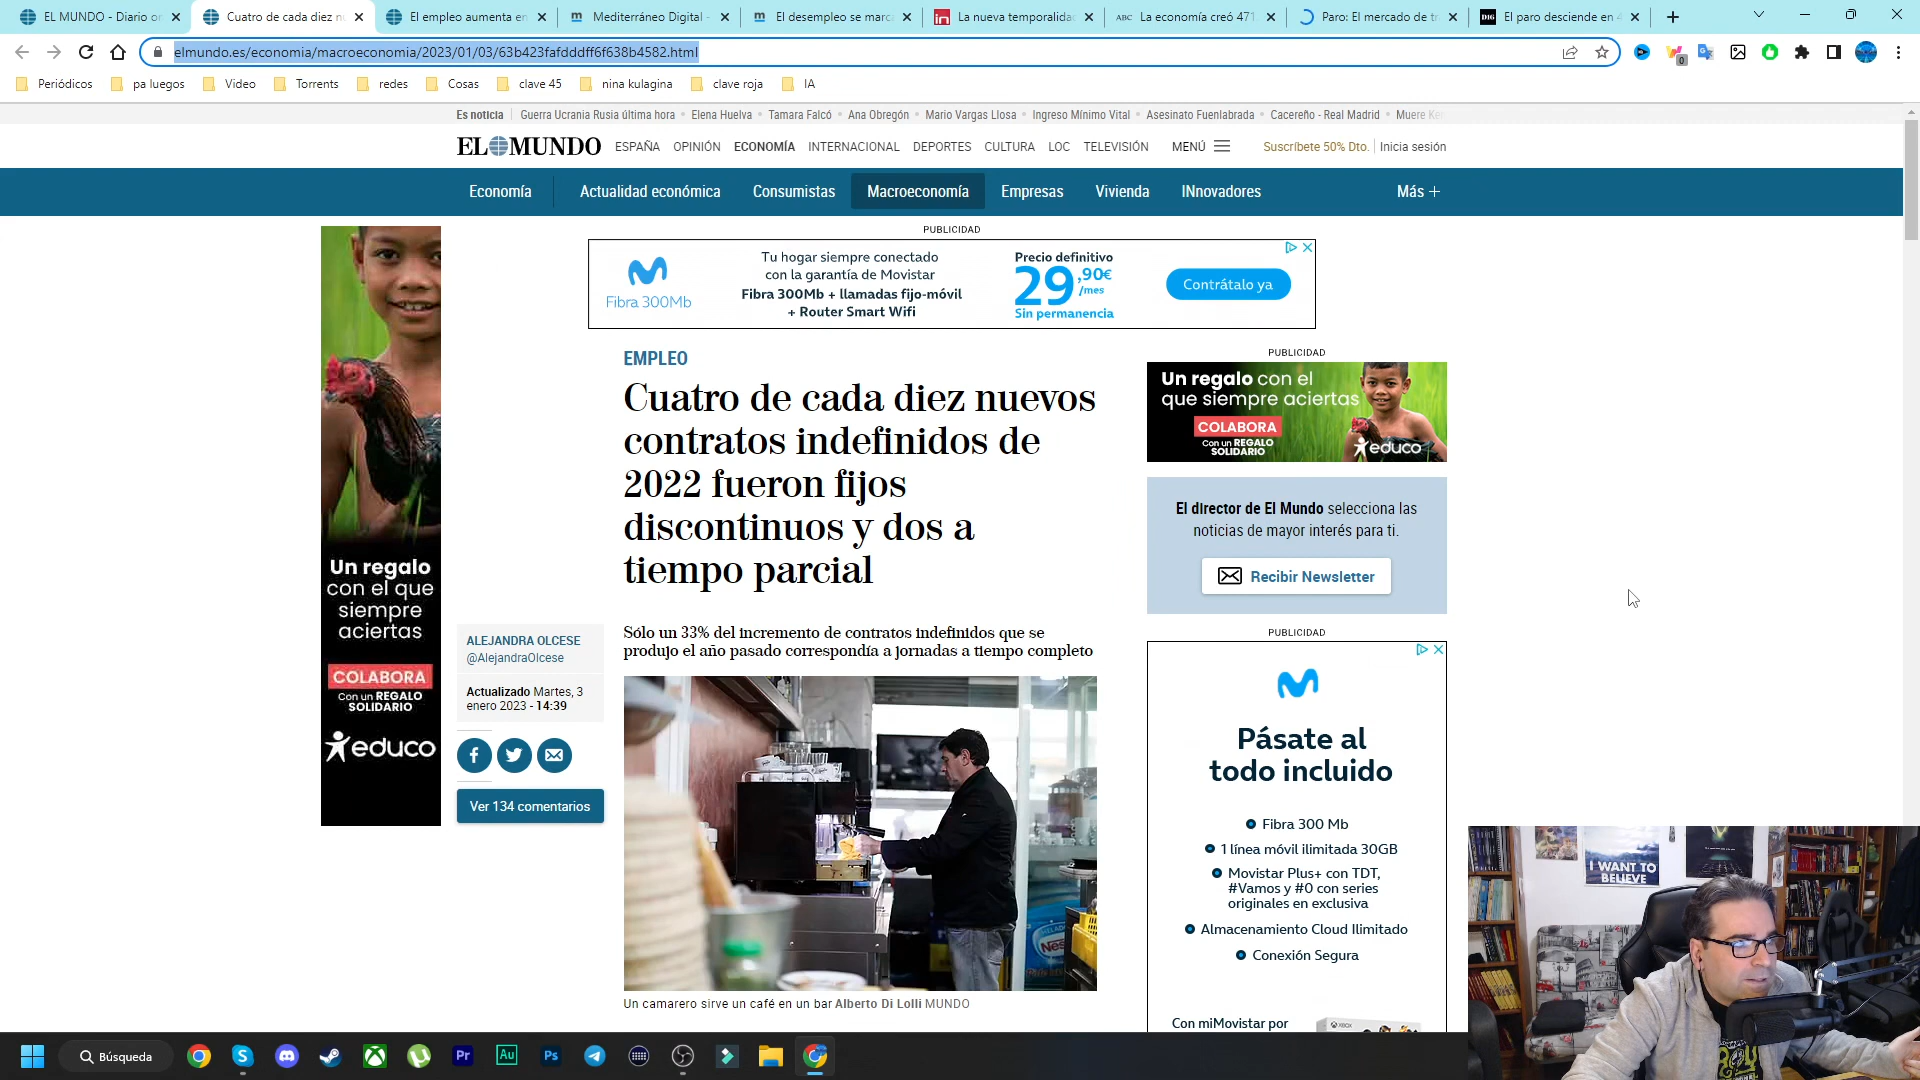 EL MUNDO - Diario or
Cuatro de cada diez nu
El empleo aumenta en
Mediterráneo Digital -
El desempleo se marca
La nueva temporalida
ABC La economía creó 471
Paro: El mercado de tr
El paro desciende en 4
elmundo.es/economia/macroeconomia/2023/01/03/63b423fafdddff6f638b4582.html
Periódicos
pa luegos
Video
Torrents
redes
Cosas
clave 45
nina kulagina
clave roja
IA
Es noticia
Guerra Ucrania Rusia última hora
Elena Huelva
Tamara Falcó
Ana Obregón
Mario Vargas Llosa
Ingreso Mínimo Vital
Asesinato Fuenlabrada
Cacereño - Real Madrid
Muere Ke
EL MUNDO
ESPAÑA
OPINIÓN
ECONOMÍA
INTERNACIONAL
DEPORTES
CULTURA
LOC
TELEVISIÓN
MENÚ
Suscríbete 50% Dto.
Inicia sesión
Economía
Actualidad económica
Consumistas
Macroeconomía
Empresas
Vivienda
INnovadores
Más +
PUBLICIDAD
Fibra 300Mb
Tu hogar siempre conectado
con la garantía de Movistar
Fibra 300Mb + llamadas fijo-móvil
+ Router Smart Wifi
Precio definitivo
29,90€
/mes
Sin permanencia
Contrátalo ya
Un regalo
con el que
siempre
aciertas
COLABORA
Con un REGALO
SOLIDARIO
educo
EMPLEO
Cuatro de cada diez nuevos
contratos indefinidos de
2022 fueron fijos
discontinuos y dos a
tiempo parcial
Sólo un 33% del incremento de contratos indefinidos que se
produjo el año pasado correspondía a jornadas a tiempo completo
ALEJANDRA OLCESE
@AlejandraOlcese
Actualizado Martes, 3
enero 2023 - 14:39
Ver 134 comentarios
Un camarero sirve un café en un bar Alberto Di Lolli MUNDO
PUBLICIDAD
Un regalo con el
que siempre aciertas
COLABORA
Con un REGALO
SOLIDARIO
educo
El director de El Mundo selecciona las
noticias de mayor interés para ti.
Recibir Newsletter
PUBLICIDAD
Pásate al
todo incluido
Fibra 300 Mb
1 línea móvil ilimitada 30GB
Movistar Plus+ con TDT,
#Vamos y #0 con series
originales en exclusiva
Almacenamiento Cloud Ilimitado
Conexión Segura
Con miMovistar por
XBOX
I WANT TO
BELIEVE
Búsqueda
Pr
Au
Ps